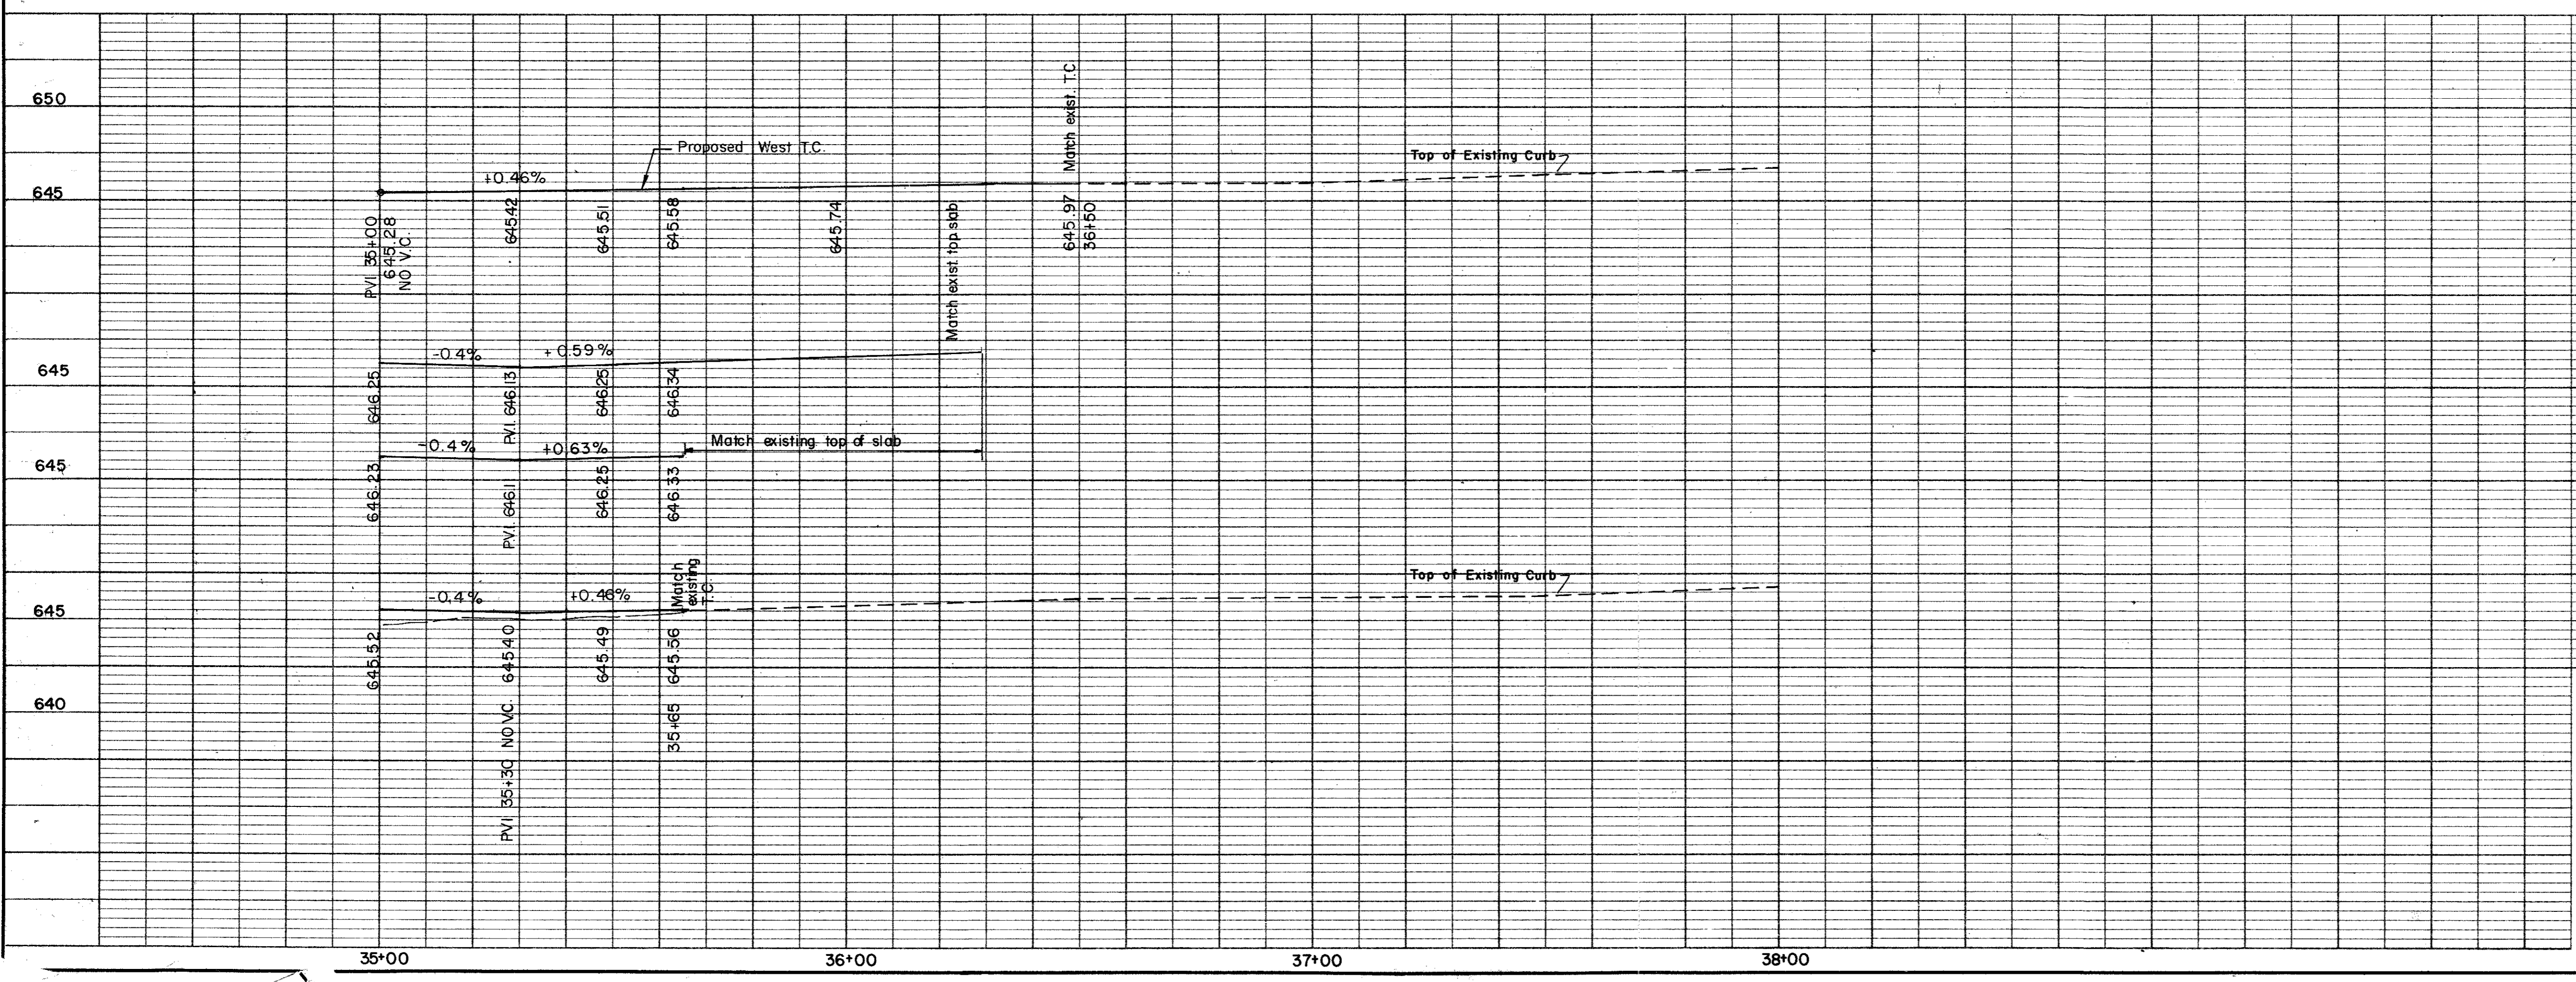 650
Match exist. T.C.
Proposed West T.C.
Top of Existing Curb
+0.46%
645
PVI 35+00
645.28
NO V.C.
645.42
645.51
645.58
645.74
Match exist. top slab
645.97
36+50
-0.4%
+0.59%
645
646.25
P.V.I. 646.13
646.25
646.34
-0.4%
+0.63%
Match existing top of slab
645
646.23
P.V.I. 646.11
646.25
646.33
Match
existing
T.C.
Top of Existing Curb
-0.4%
+0.46%
645
645.52
PVI 35+30 NO V.C. 645.40
645.49
35+65 645.56
640
35+00
36+00
37+00
38+00